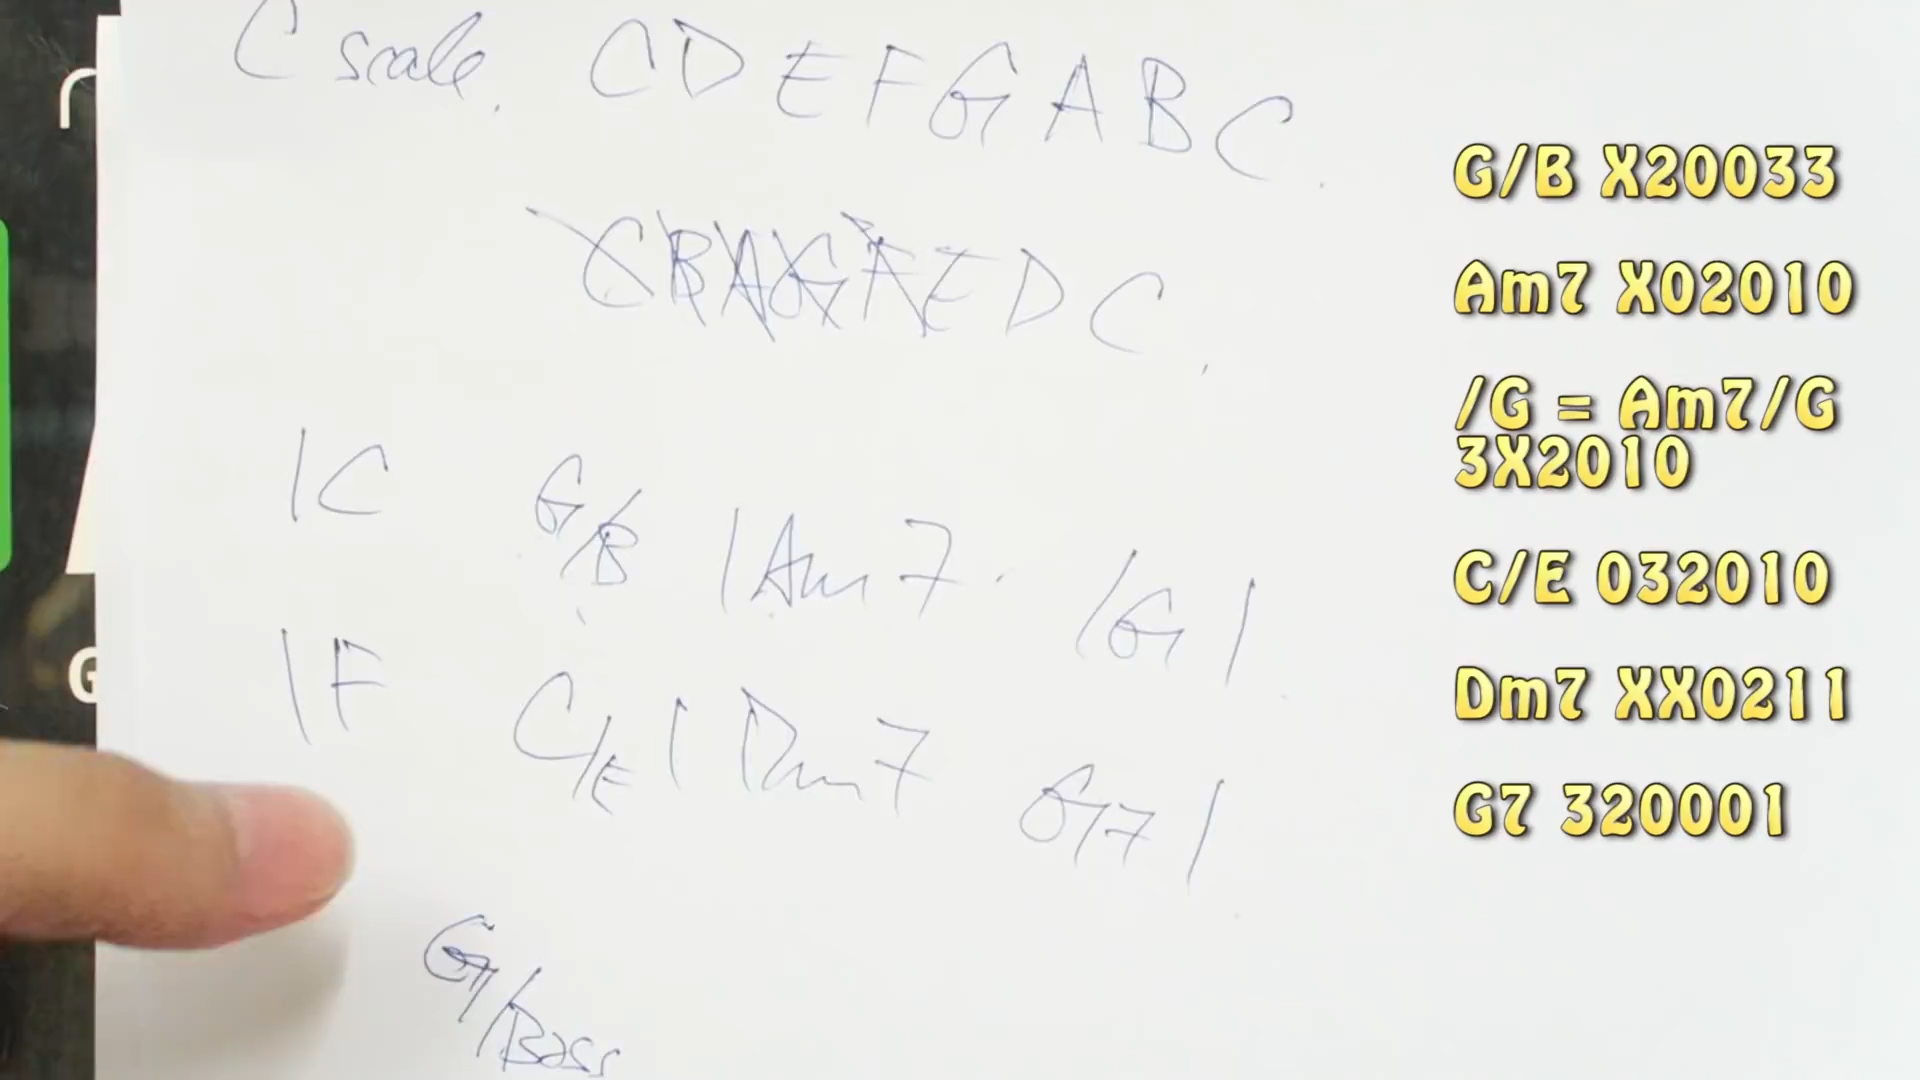 C scale. C D E F G A B C.
C B A G F E D C.
|C G/B |Am7. /G|
|F C/E | Dm7 G7|
G/Bass
G
G/B X20033
Am7 X02010
/G = Am7/G
3X2010
C/E 032010
Dm7 XX0211
G7 320001